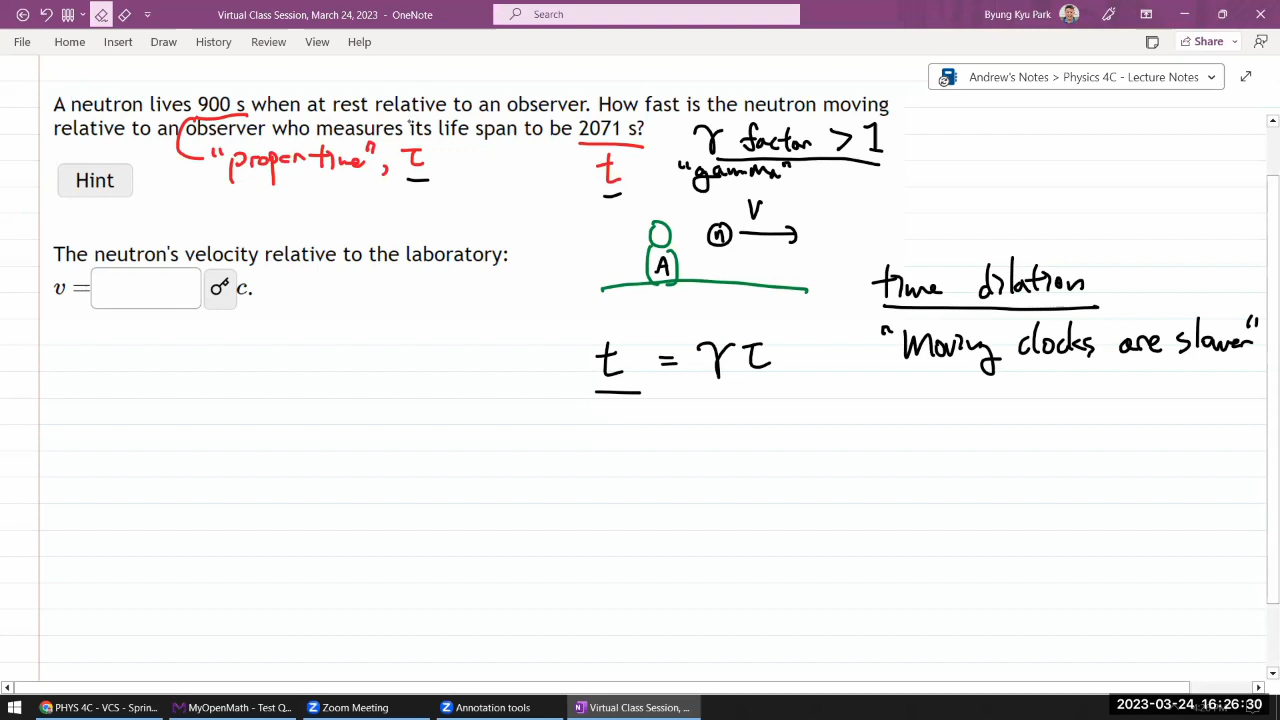 Virtual Class Session, March 24, 2023 - OneNote
Search
Byung Kyu Park
File Home Insert Draw History Review View Help
Share
Andrew's Notes > Physics 4C - Lecture Notes
A neutron lives 900 s when at rest relative to an observer. How fast is the neutron moving
relative to an observer who measures its life span to be 2071 s?
"proper time", τ
t
γ factor > 1
"gamma"
Hint
V
n
A
The neutron's velocity relative to the laboratory:
v = c.
time dilation
"Moving clocks are slower"
t = γτ
PHYS 4C - VCS - Sprin...
MyOpenMath - Test Q...
Zoom Meeting
Annotation tools
Virtual Class Session, ...
2023-03-24 16:26:30